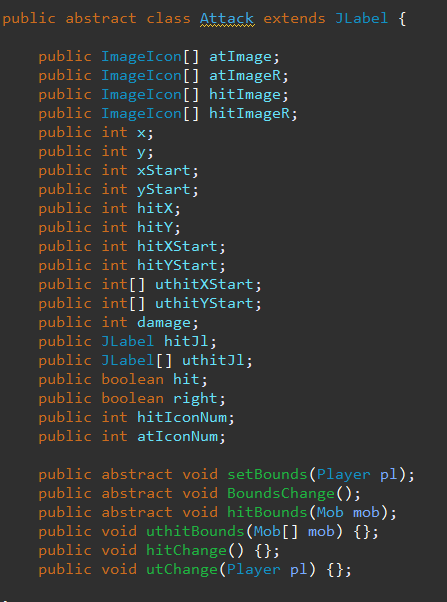 public abstract class Attack extends JLabel {
public ImageIcon[] atImage;
public ImageIcon[] atImageR;
public ImageIcon[] hitImage;
public ImageIcon[] hitImageR;
public int x;
public int y;
public int xStart;
public int yStart;
public int hitX;
public int hitY;
public int hitXStart;
public int hitYStart;
public int[] uthitXStart;
public int[] uthitYStart;
public int damage;
public JLabel hitJl;
public JLabel[] uthitJl;
public boolean hit;
public boolean right;
public int hitIconNum;
public int atIconNum;
public abstract void setBounds(Player pl);
public abstract void BoundsChange();
public abstract void hitBounds(Mob mob);
public void uthitBounds(Mob[] mob) {};
public void hitChange() {};
public void utChange(Player pl) {};